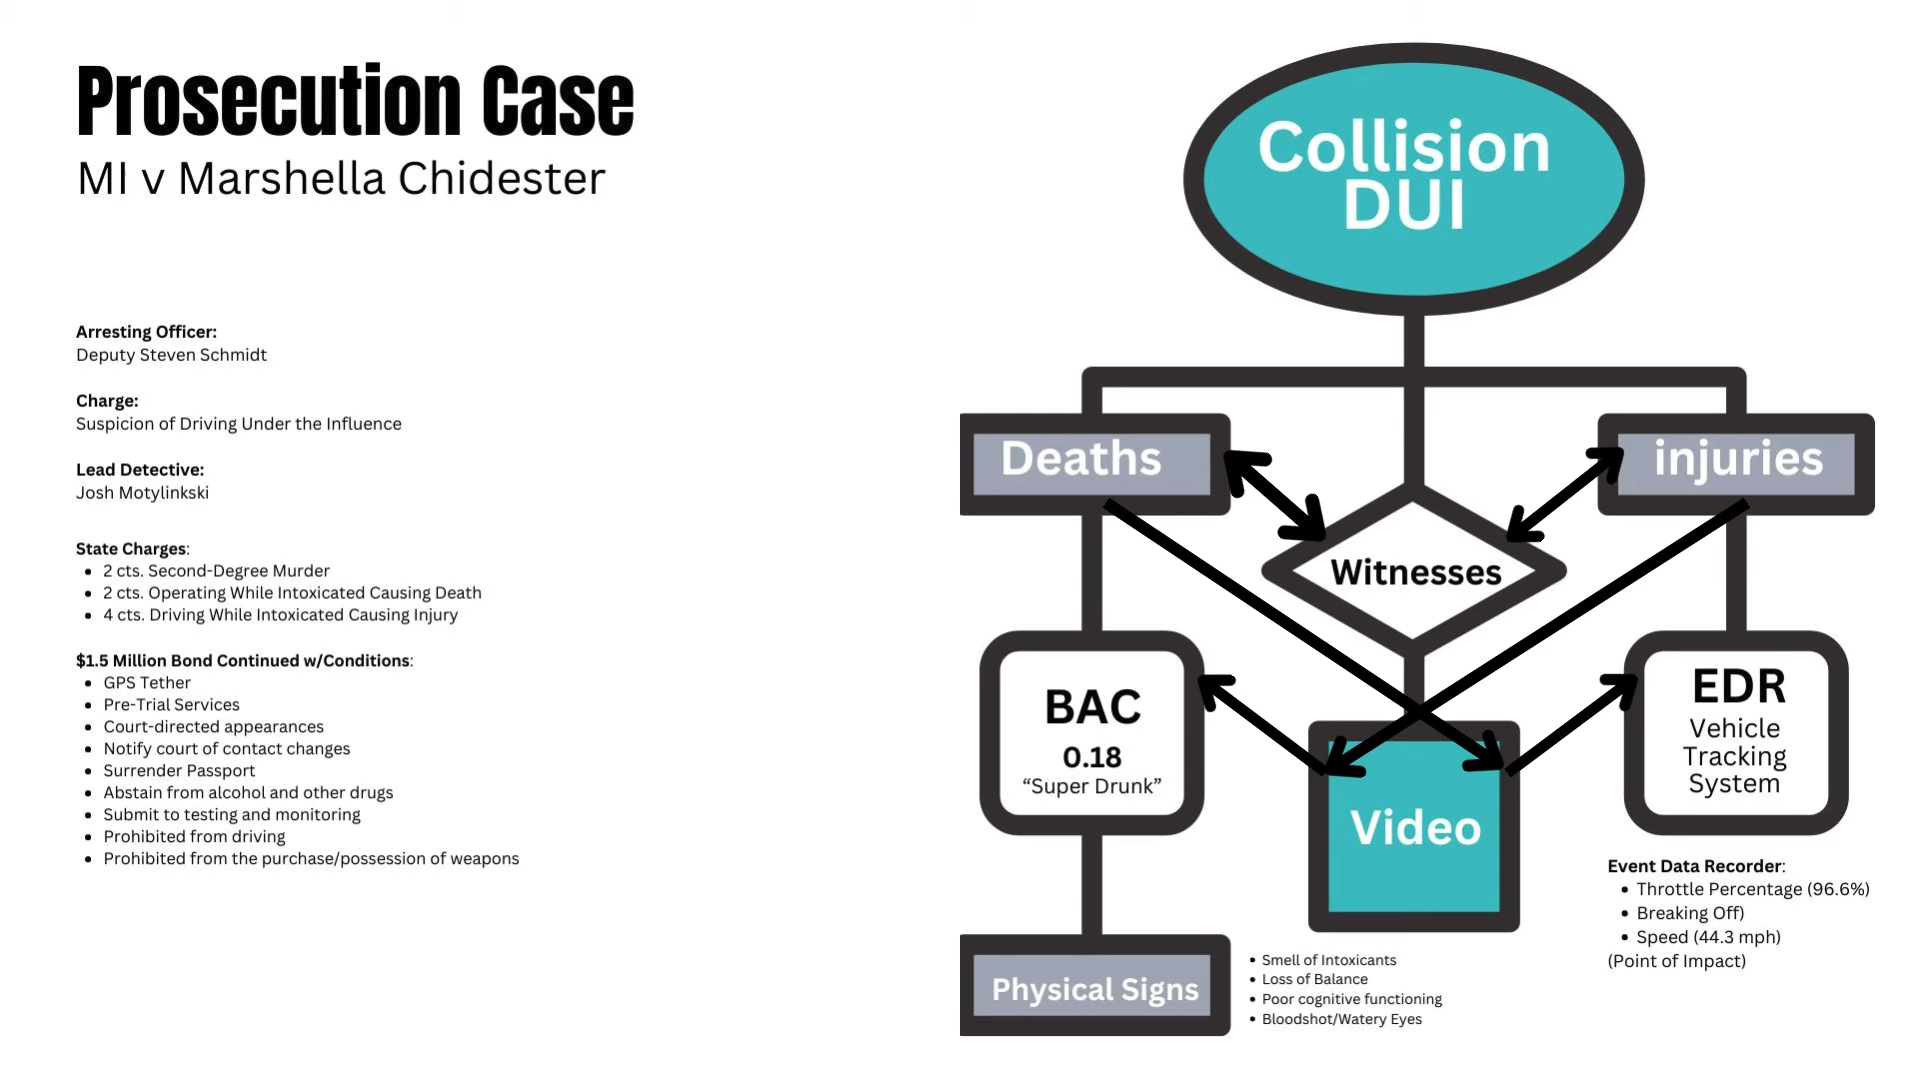 Prosecution Case
MI v Marshella Chidester
Arresting Officer:
Deputy Steven Schmidt
Charge:
Suspicion of Driving Under the Influence
Lead Detective:
Josh Motylinkski
State Charges:
• 2 cts. Second-Degree Murder
• 2 cts. Operating While Intoxicated Causing Death
• 4 cts. Driving While Intoxicated Causing Injury
$1.5 Million Bond Continued w/Conditions:
• GPS Tether
• Pre-Trial Services
• Court-directed appearances
• Notify court of contact changes
• Surrender Passport
• Abstain from alcohol and other drugs
• Submit to testing and monitoring
• Prohibited from driving
• Prohibited from the purchase/possession of weapons
Collision
DUI
Deaths
injuries
Witnesses
BAC
0.18
“Super Drunk”
EDR
Vehicle
Tracking
System
Video
Event Data Recorder:
• Throttle Percentage (96.6%)
• Breaking Off)
• Speed (44.3 mph)
(Point of Impact)
Physical Signs
• Smell of Intoxicants
• Loss of Balance
• Poor cognitive functioning
• Bloodshot/Watery Eyes